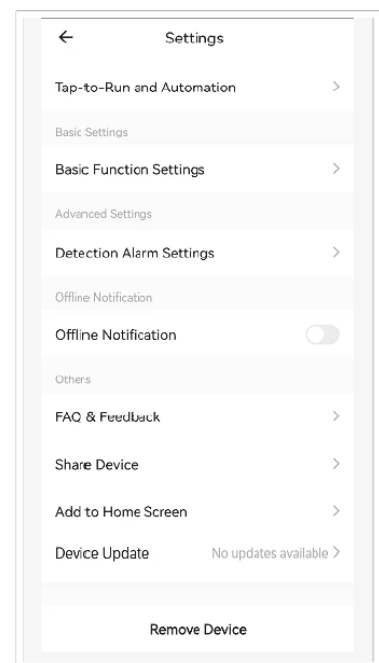 Settings
Tap-to-Run and Automation
Basic Settings
Basic Function Settings
Advanced Settings
Detection Alarm Settings
Offline Notification
Offline Notification
Others
FAQ & Feedback
Share Device
Add to Home Screen
Device Update No updates available
Remove Device